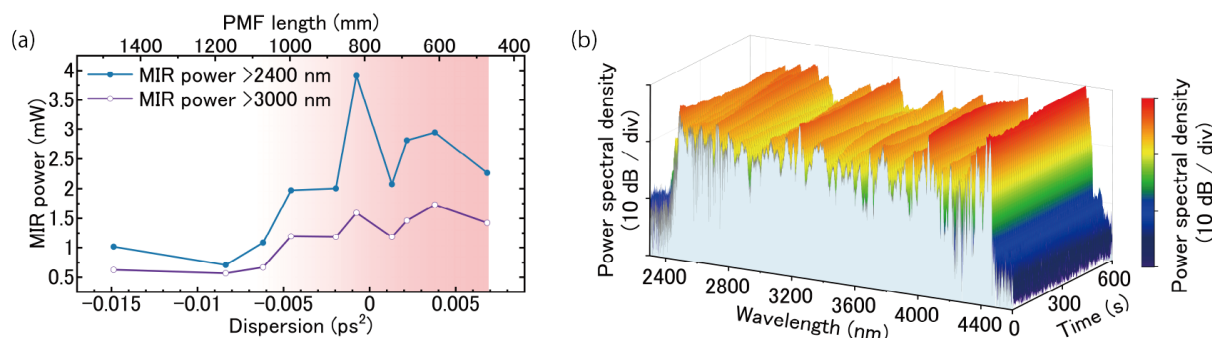 (a)
PMF length (mm)
1400 1200 1000 800 600 400
MIR power >2400 nm
MIR power >3000 nm
MIR power (mW)
4
3.5
3
2.5
2
1.5
1
0.5
−0.015 −0.01 −0.005 0 0.005
Dispersion (ps²)
(b)
Power spectral density
(10 dB / div)
2400 2800 3200 3600 4000 4400
Wavelength (nm)
0 300 600
Time (s)
Power spectral density
(10 dB / div)